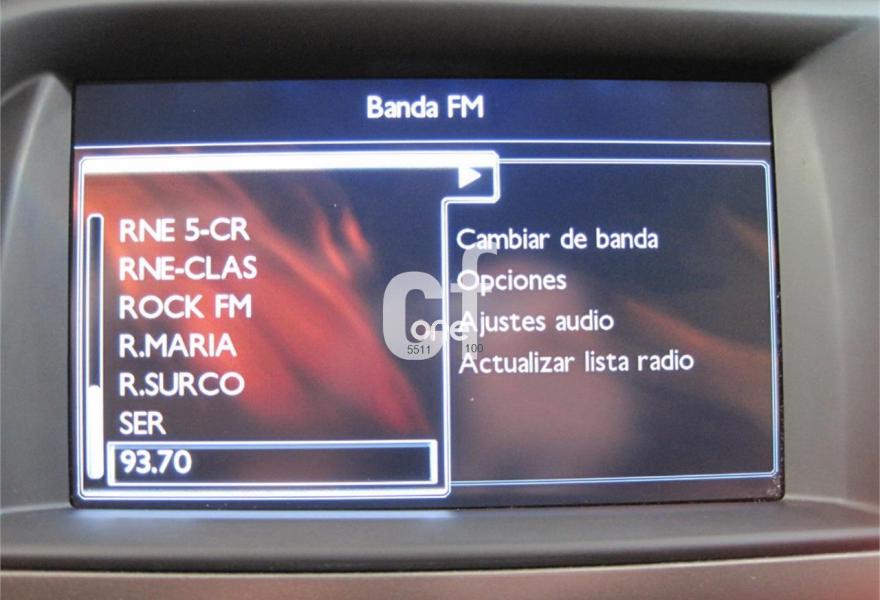 Banda FM
RNE 5-CR
RNE-CLAS
ROCK FM
R.MARIA
R.SURCO
SER
93.70
Cambiar de banda
Opciones
Ajustes audio
Actualizar lista radio
cf
one
5511 100